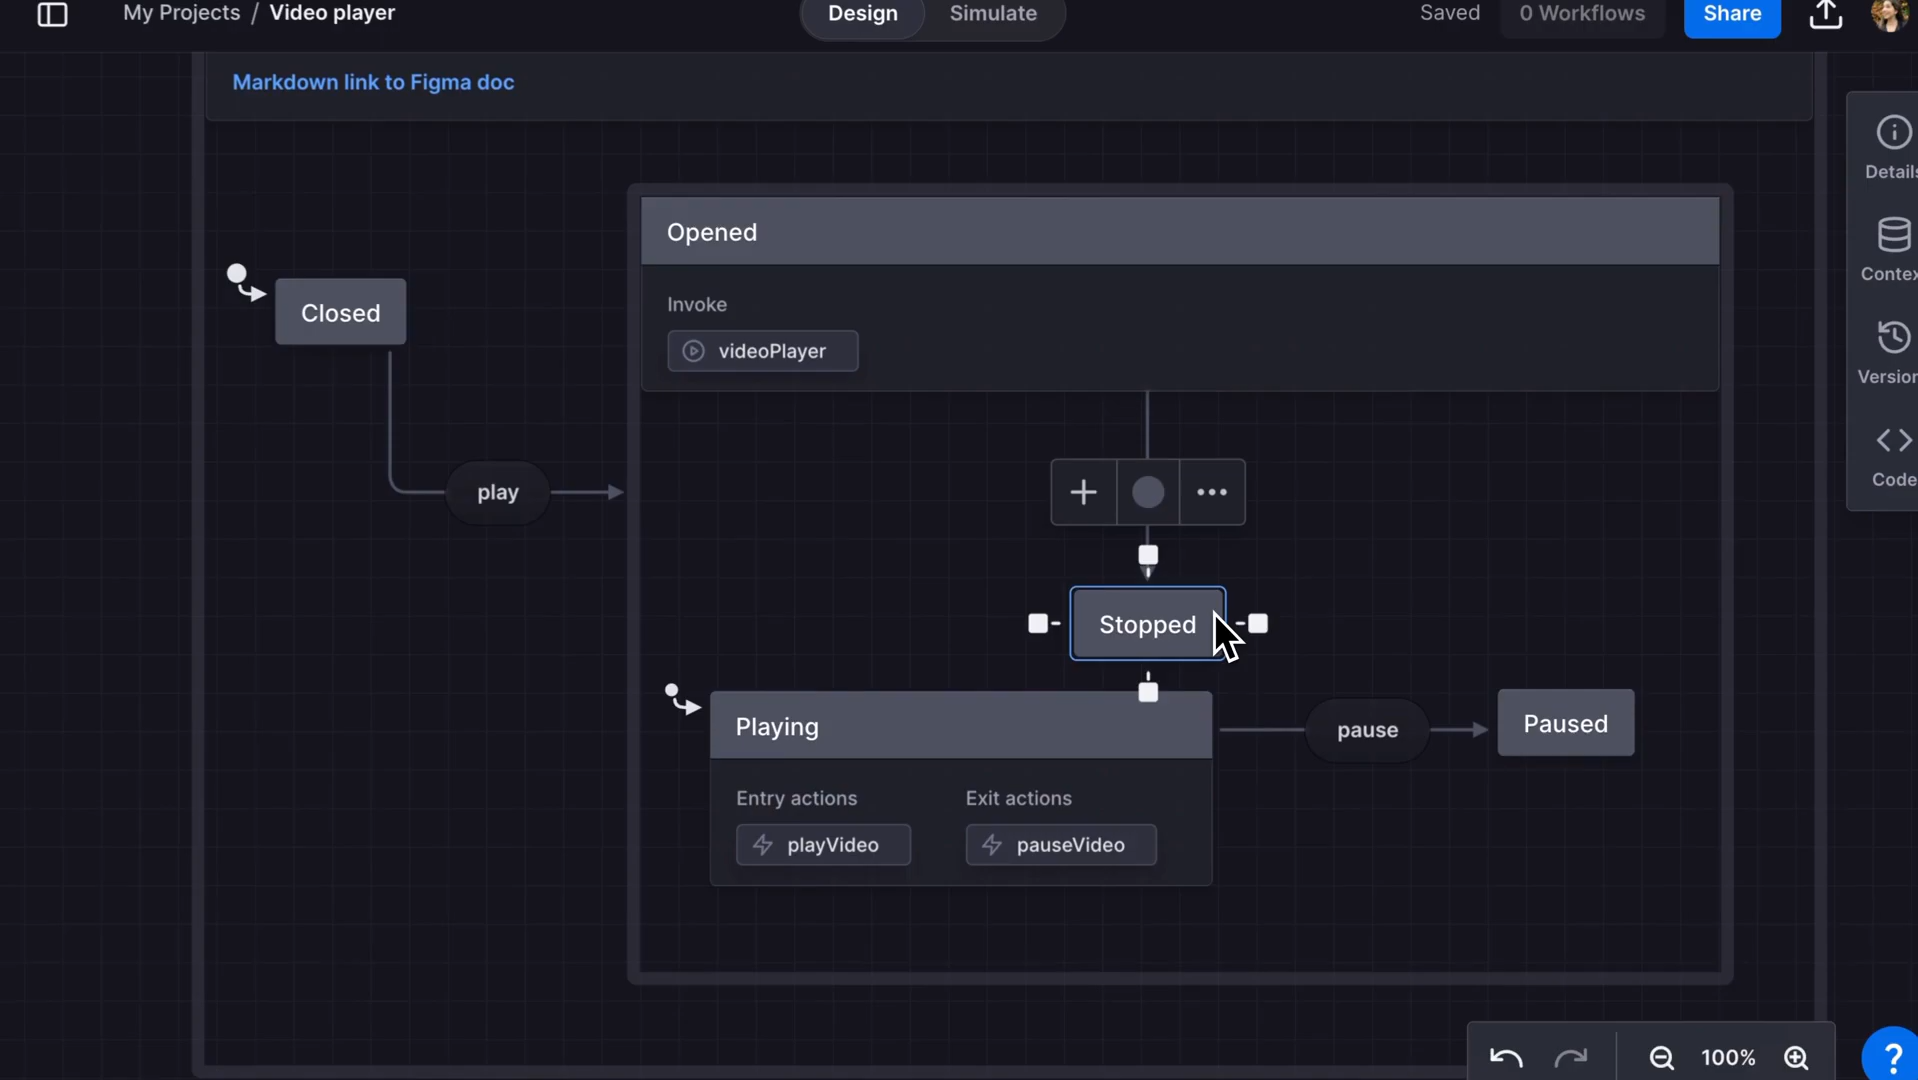 My Projects / Video player
Design
Simulate
Saved
0 Workflows
Share
Markdown link to Figma doc
Details
Contex
Version
Code
Opened
Invoke
videoPlayer
Closed
play
Stopped
Playing
pause
Paused
Entry actions
Exit actions
playVideo
pauseVideo
100%
?